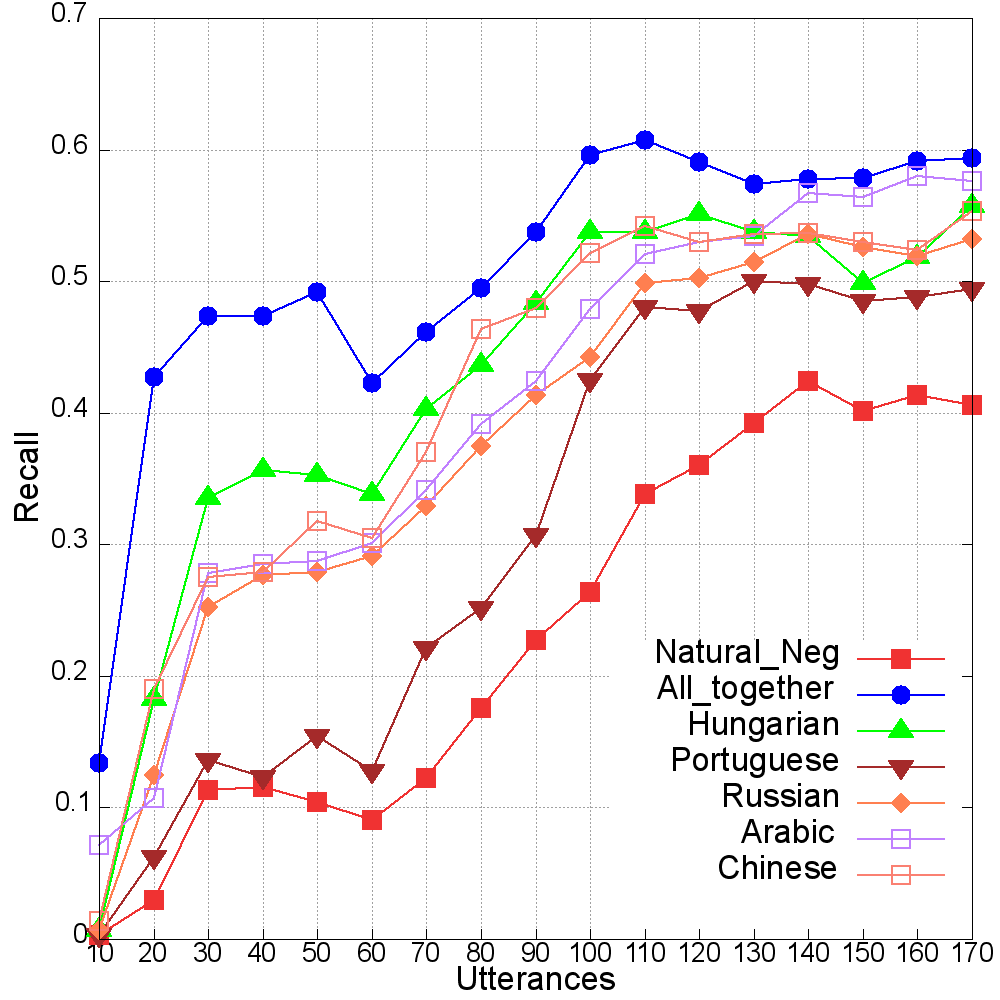 0.7
0.6
0.5
0.4
0.3
0.2
0.1
0
Recall
Natural_Neg
All_together
Hungarian
Portuguese
Russian
Arabic
Chinese
10 20 30 40 50 60 70 80 90 100 110 120 130 140 150 160 170
Utterances